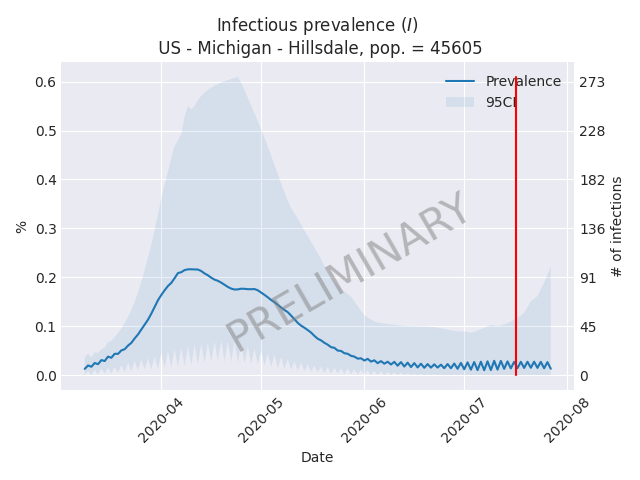 Infectious prevalence (I)
US - Michigan - Hillsdale, pop. = 45605
Prevalence
95CI
0.6
0.5
0.4
0.3
0.2
0.1
0.0
%
273
228
182
136
91
45
0
# of infections
PRELIMINARY
2020-04
2020-05
2020-06
2020-07
2020-08
Date